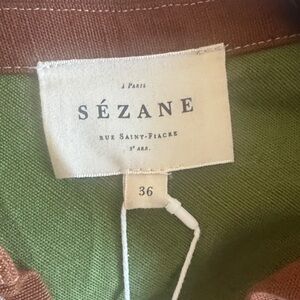 À PARIS
SÉZANE
RUE SAINT-FIACRE
2e ARR.
36